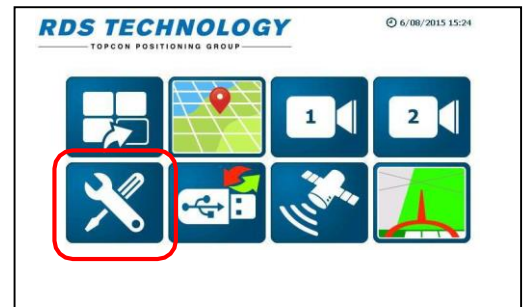 RDS TECHNOLOGY
TOPCON POSITIONING GROUP
6/08/2015 15:24
1
2